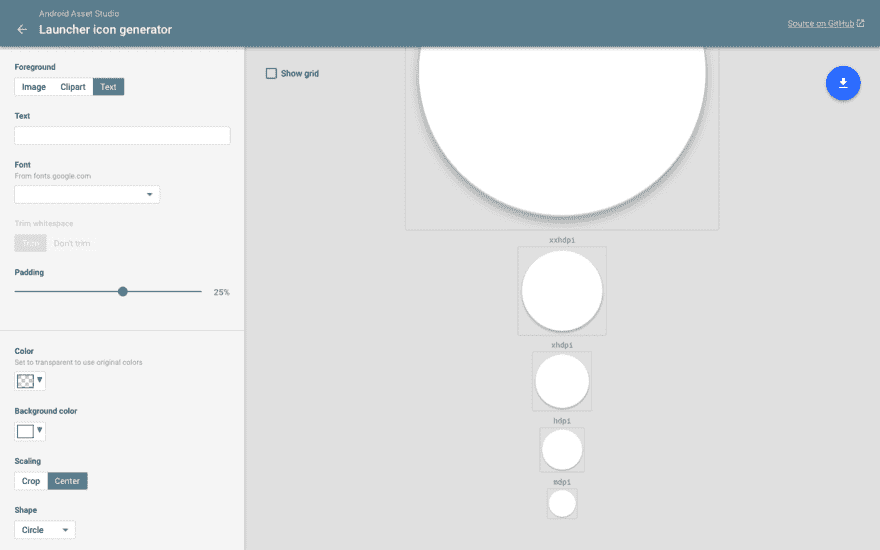 Android Asset Studio
Launcher icon generator
Source on GitHub
Foreground
Image Clipart Text
Text
Font
From fonts.google.com
Trim whitespace
Trim Don't trim
Padding
25%
Color
Set to transparent to use original colors
Background color
Scaling
Crop Center
Shape
Circle
Show grid
xxhdpi
xhdpi
hdpi
mdpi